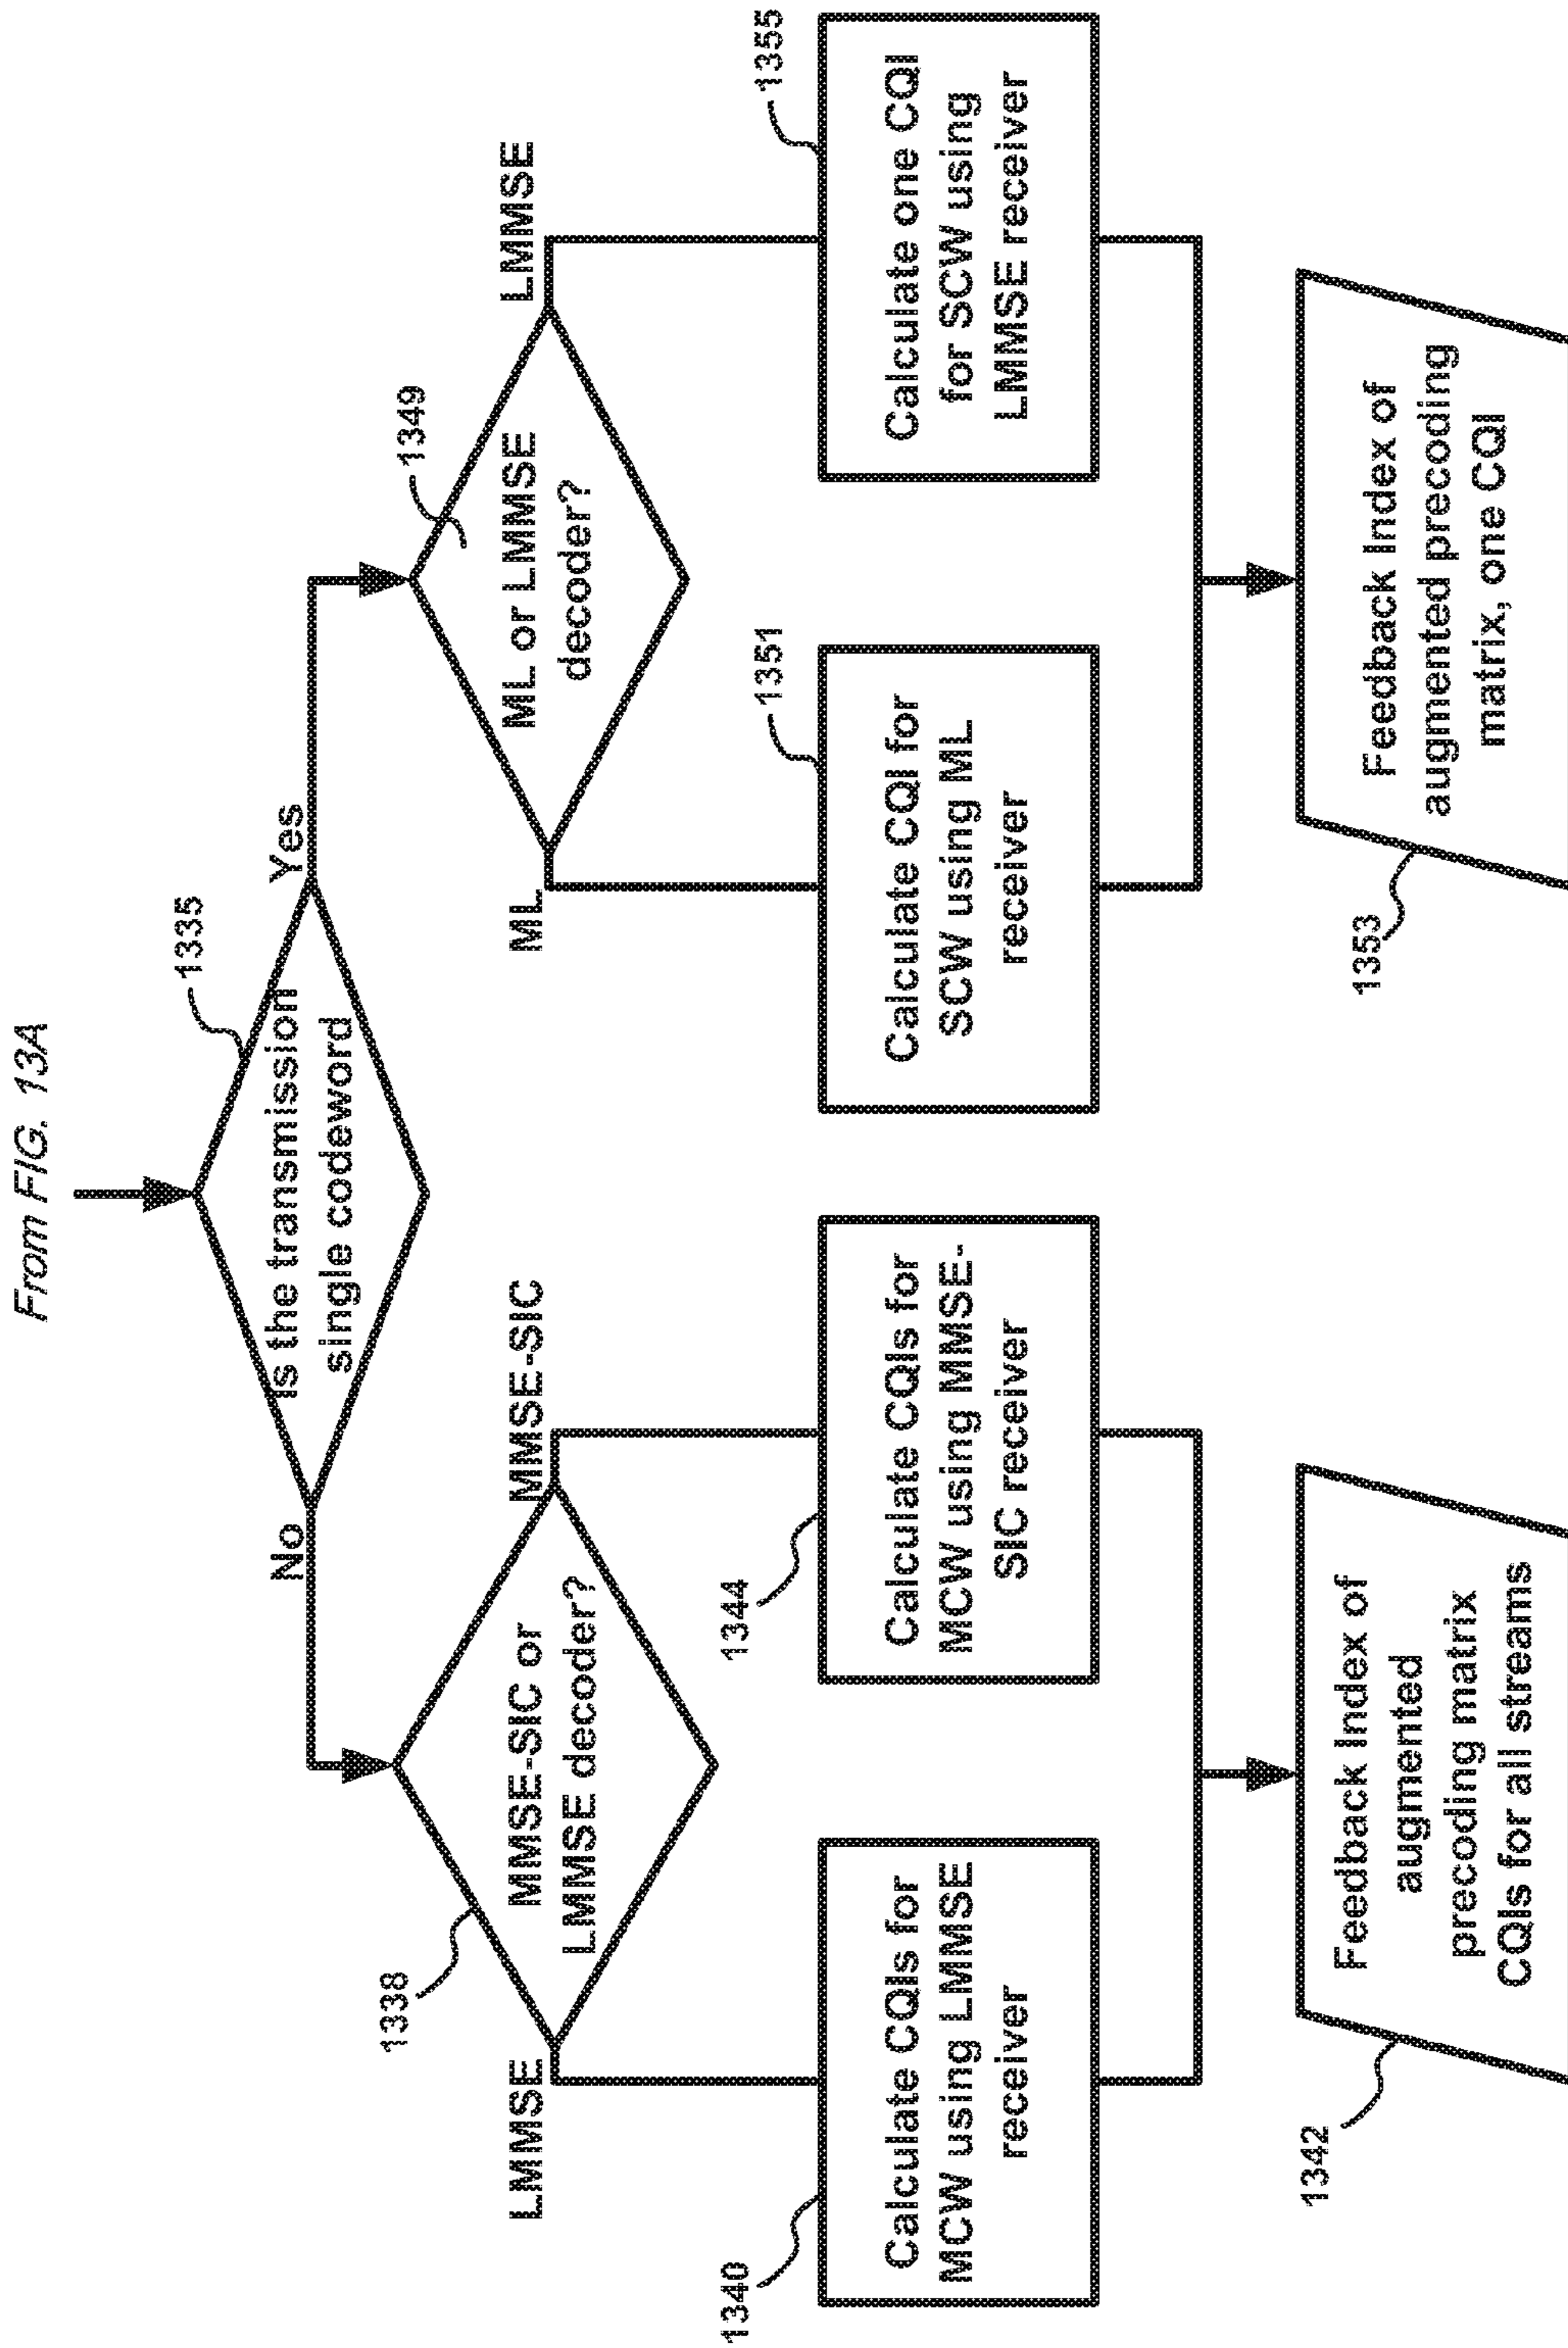 From FIG. 13A
1335
Is the transmission
single codeword
No
Yes
1338
MMSE-SIC or
LMMSE decoder?
LMMSE
MMSE-SIC
1349
ML or LMMSE
decoder?
ML
LMMSE
1340
Calculate CQIs for
MCW using LMMSE
receiver
1344
Calculate CQIs for
MCW using MMSE-
SIC receiver
1351
Calculate CQI for
SCW using ML
receiver
1355
Calculate one CQI
for SCW using
LMMSE receiver
1342
Feedback Index of
augmented
precoding matrix
CQIs for all streams
1353
Feedback Index of
augmented precoding
matrix, one CQI